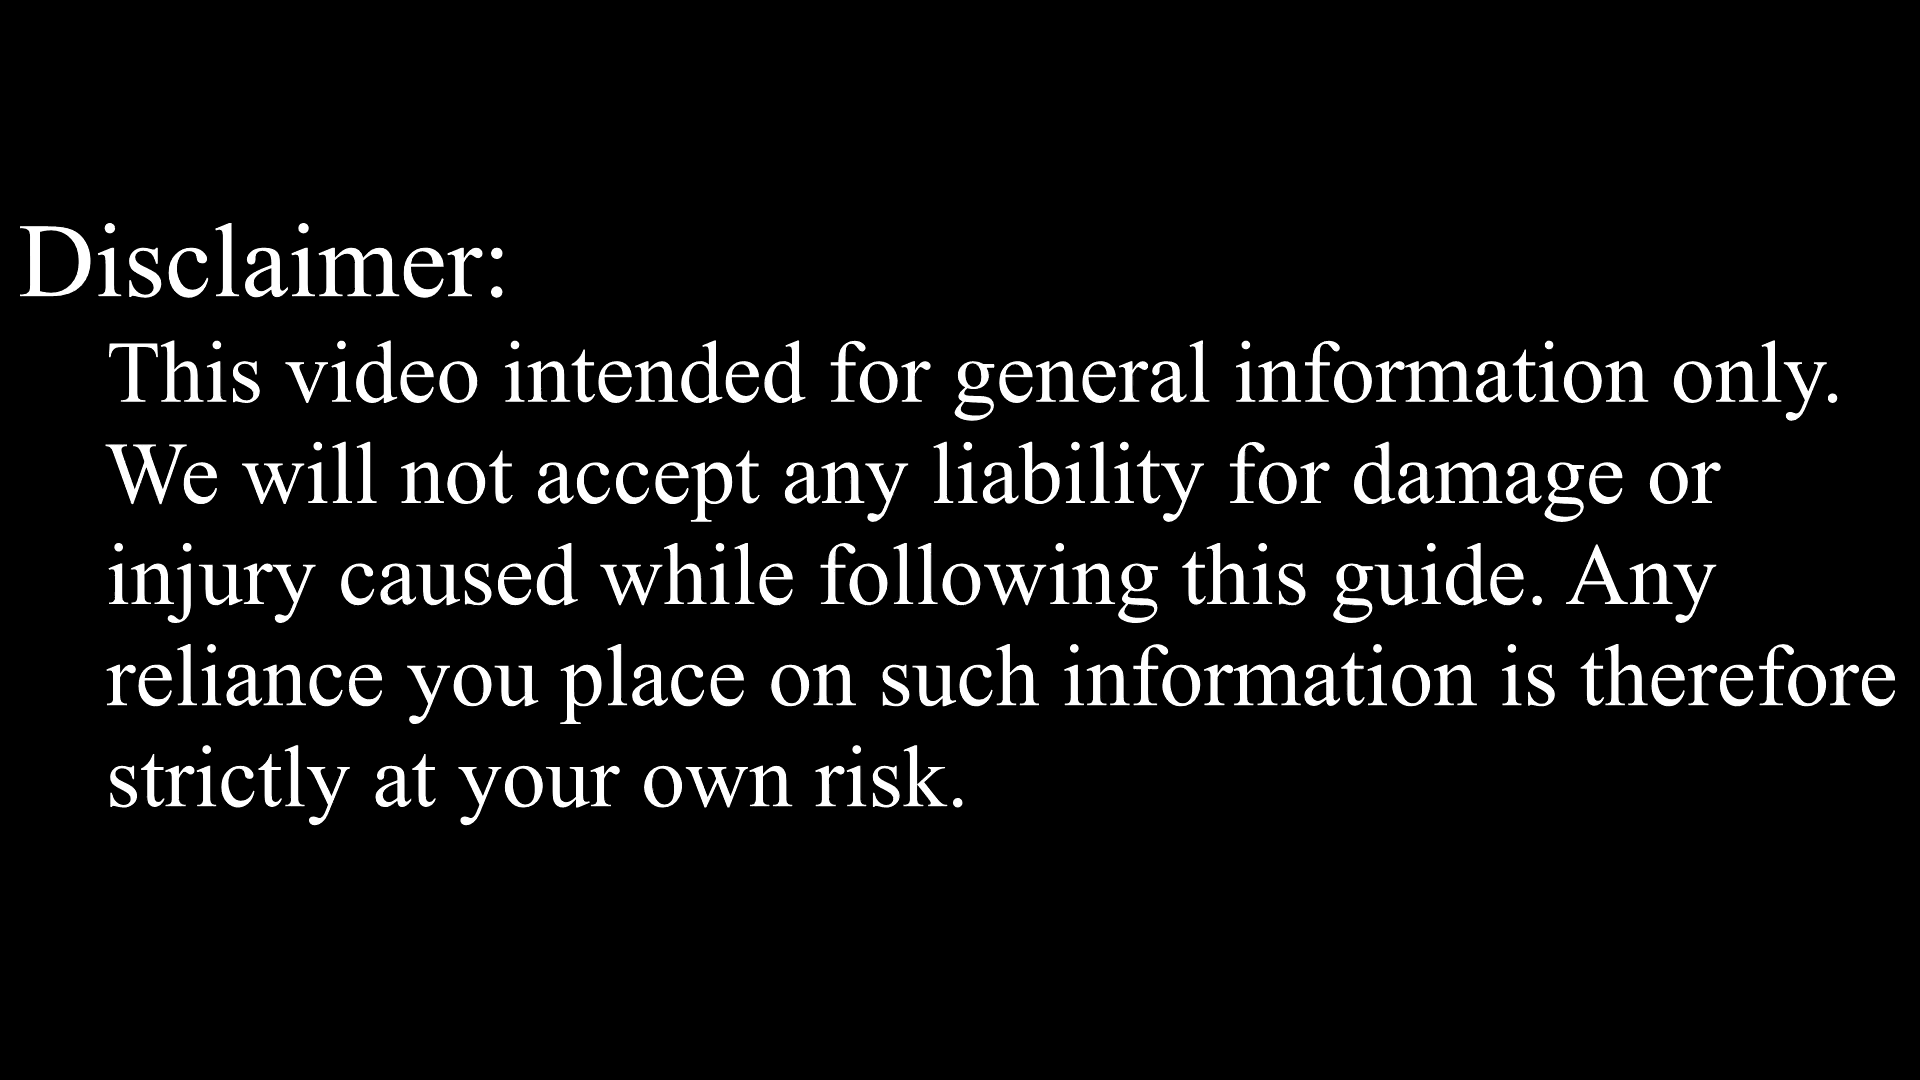 Disclaimer:
This video intended for general information only.
We will not accept any liability for damage or
injury caused while following this guide. Any
reliance you place on such information is therefore
strictly at your own risk.